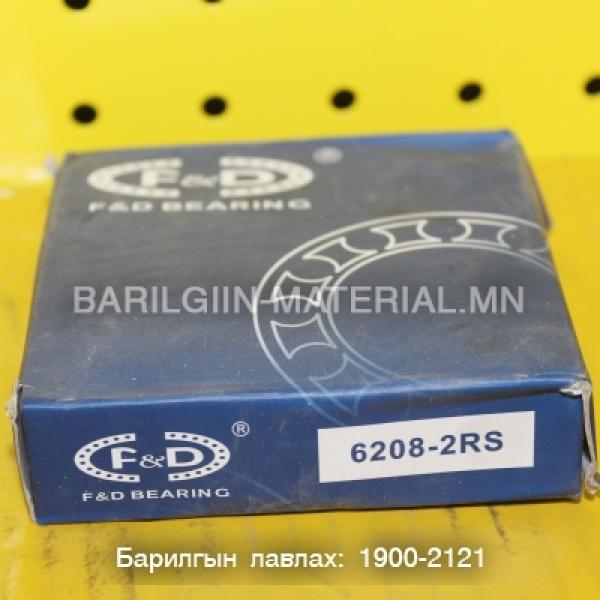 F&D ®
F&D BEARING
BARILGIIN-MATERIAL.MN
F&D ®
F&D BEARING
6208-2RS
Барилгын лавлах: 1900-2121